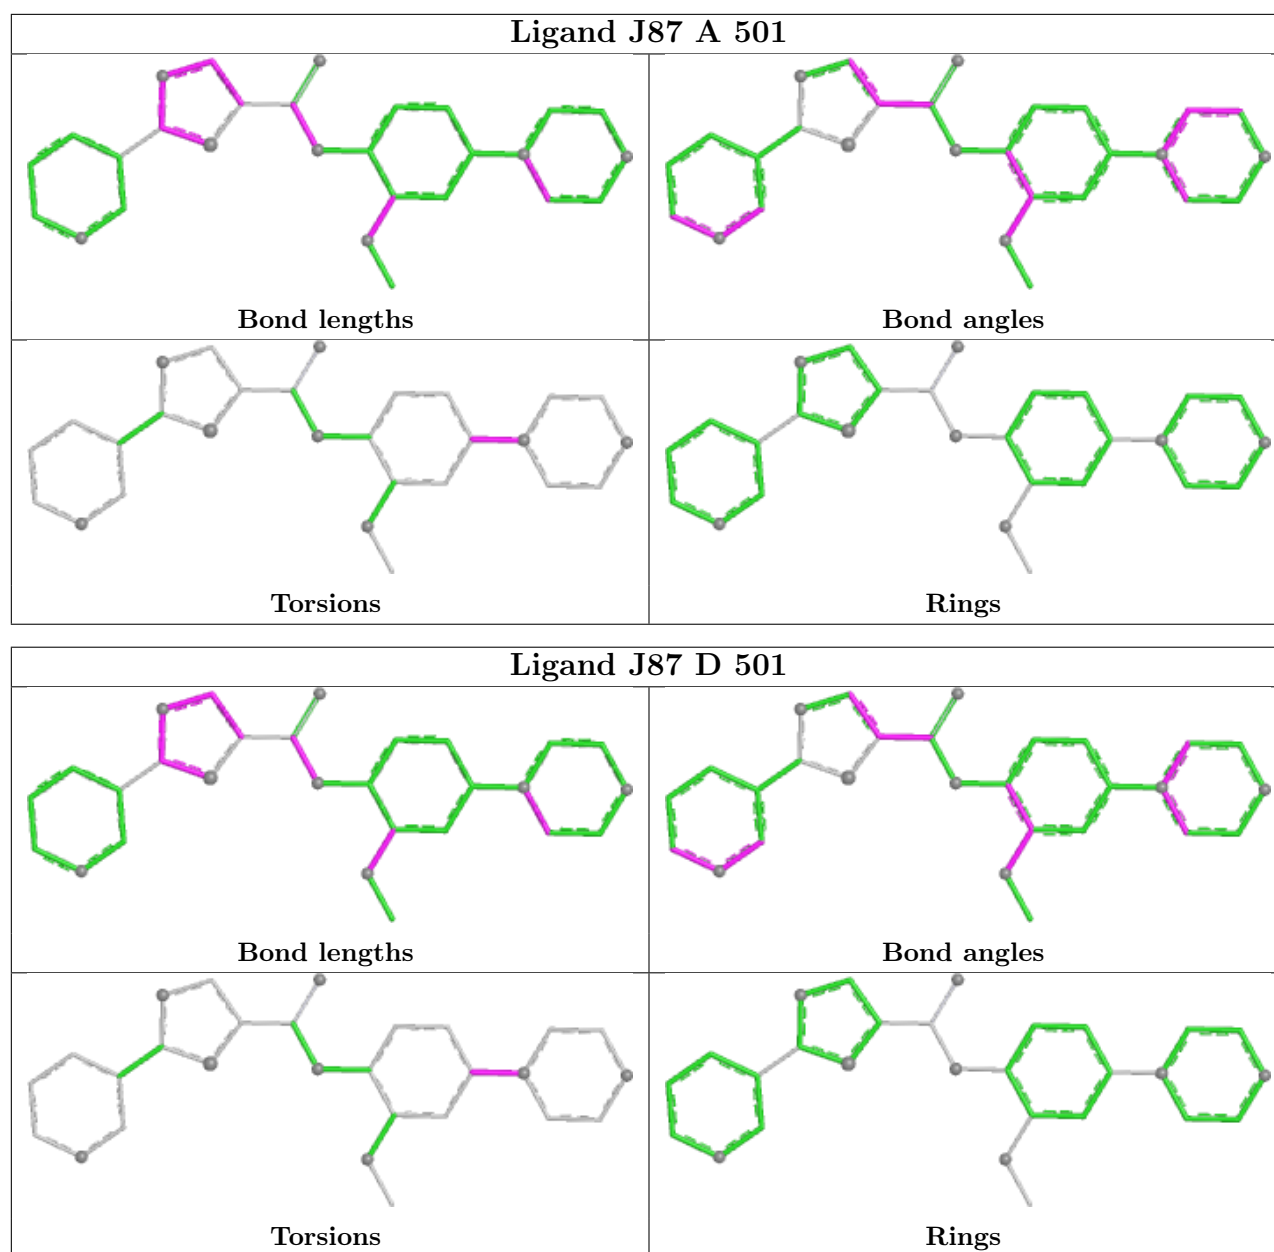 Ligand J87 A 501
Bond lengths
Bond angles
Torsions
Rings
Ligand J87 D 501
Bond lengths
Bond angles
Torsions
Rings